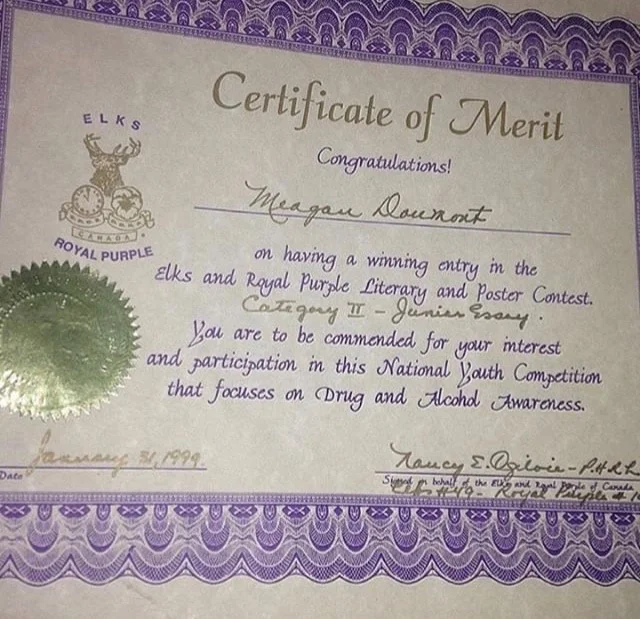 Certificate of Merit
ELKS
Congratulations!
Meagan Doumont
CANADA
ROYAL PURPLE
on having a winning entry in the
Elks and Royal Purple Literary and Poster Contest.
Category II - Junior Essay.
You are to be commended for your interest
and participation in this National Youth Competition
that focuses on Drug and Alcohol Awareness.
January 31, 1999.
Nancy E. Ogilvie - P.H.R.L
Date
Signed on behalf of the Elks and Royal Purple of Canada
Elks #49 - Royal Purple #